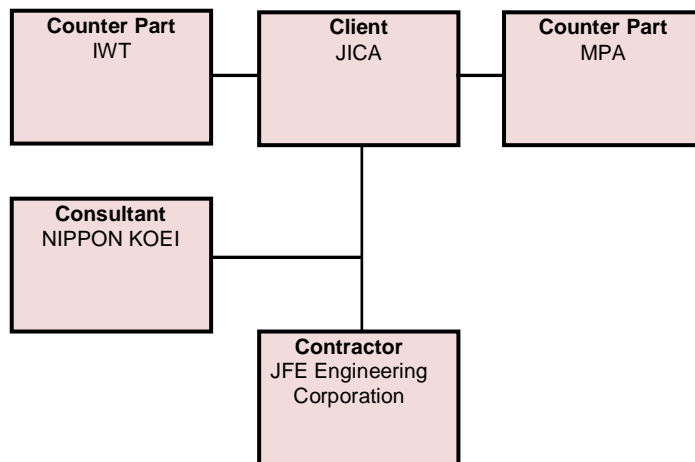 Counter Part
IWT
Client
JICA
Counter Part
MPA
Consultant
NIPPON KOEI
Contractor
JFE Engineering
Corporation